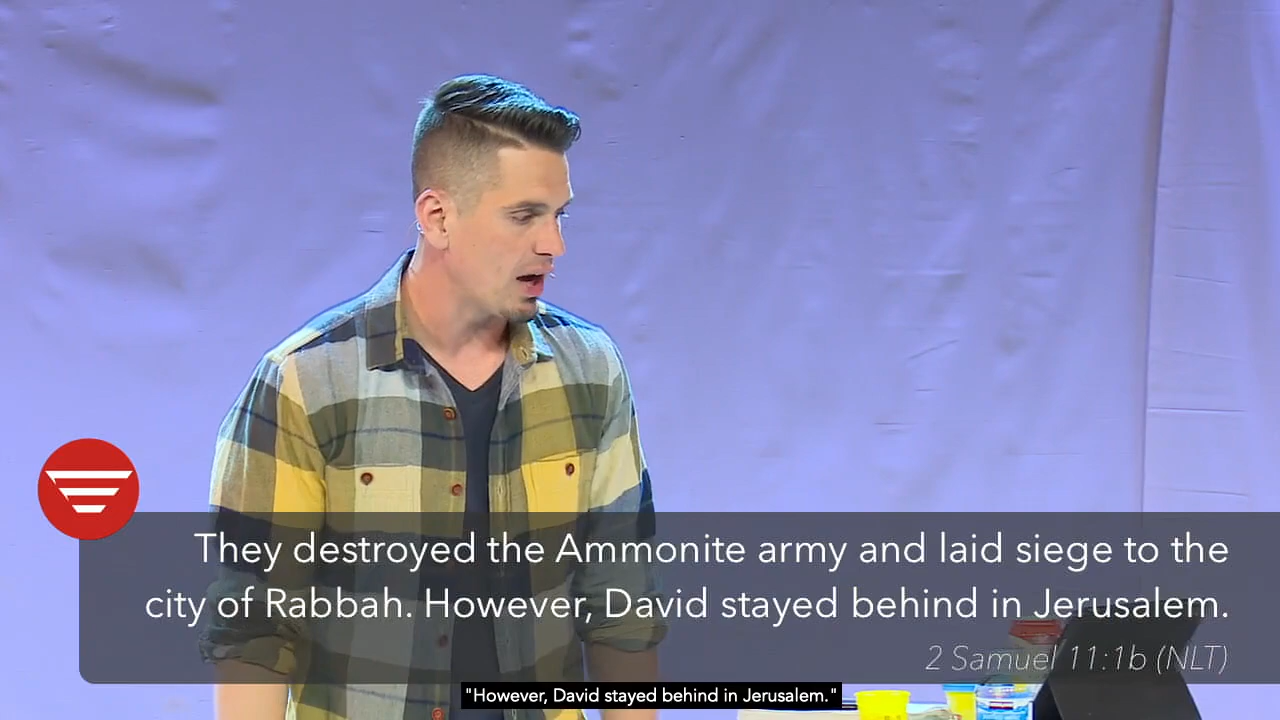 They destroyed the Ammonite army and laid siege to the
city of Rabbah. However, David stayed behind in Jerusalem.
2 Samuel 11:1b (NLT)
"However, David stayed behind in Jerusalem."